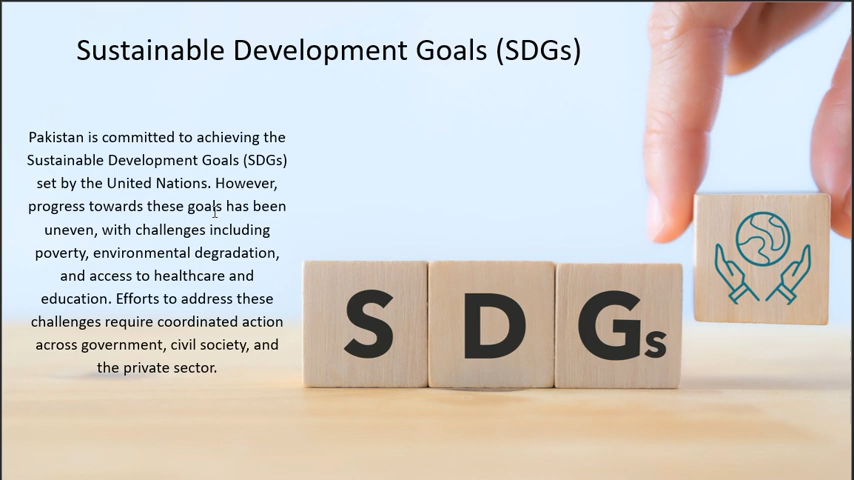 Sustainable Development Goals (SDGs)
Pakistan is committed to achieving the
Sustainable Development Goals (SDGs)
set by the United Nations. However,
progress towards these goals has been
uneven, with challenges including
poverty, environmental degradation,
and access to healthcare and
education. Efforts to address these
challenges require coordinated action
across government, civil society, and
the private sector.
S D Gs